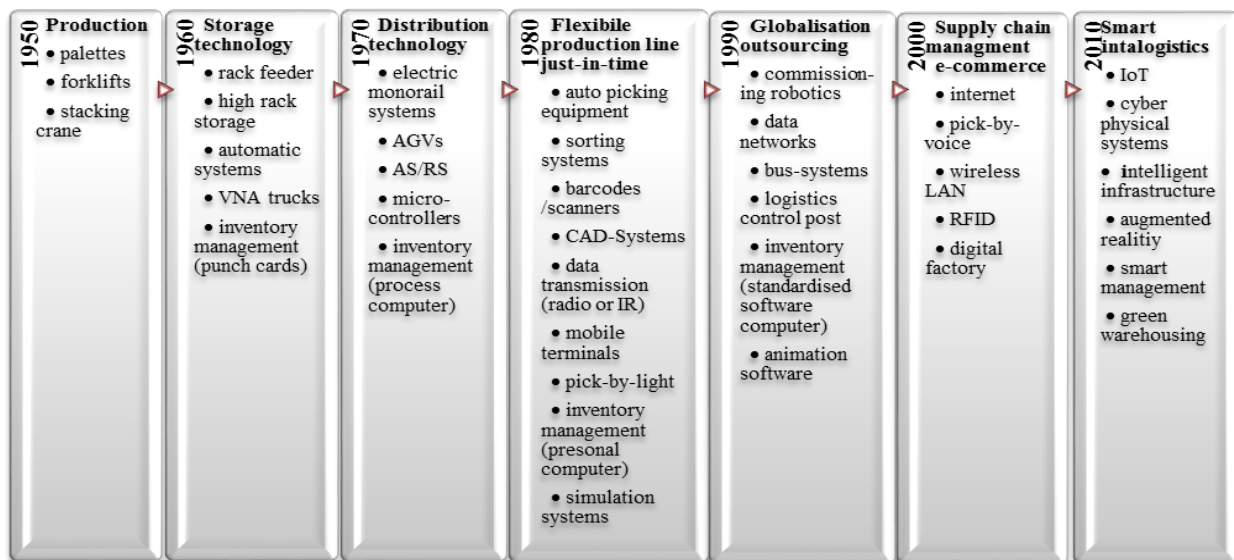 1950
Production
• palettes
• forklifts
• stacking
crane
1960
Storage
technology
• rack feeder
• high rack
storage
• automatic
systems
• VNA trucks
• inventory
management
(punch cards)
1970
Distribution
technology
• electric
monorail
systems
• AGVs
• AS/RS
• micro-
controllers
• inventory
management
(process
computer)
1980
Flexibile
production line
just-in-time
• auto picking
equipment
• sorting
systems
• barcodes
/scanners
• CAD-Systems
• data
transmission
(radio or IR)
• mobile
terminals
• pick-by-light
• inventory
management
(presonal
computer)
• simulation
systems
1990
Globalisation
outsourcing
• commission-
ing robotics
• data
networks
• bus-systems
• logistics
control post
• inventory
management
(standardised
software
computer)
• animation
software
2000
Supply chain
managment
e-commerce
• internet
• pick-by-
voice
• wireless
LAN
• RFID
• digital
factory
2010
Smart
intalogistics
• IoT
• cyber
physical
systems
• intelligent
infrastructure
• augmented
realitiy
• smart
management
• green
warehousing